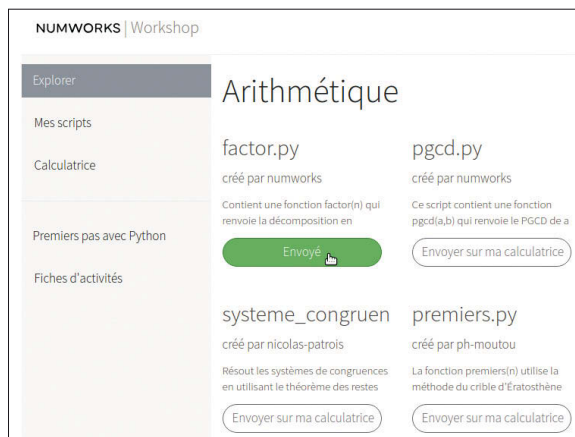 NUMWORKS | Workshop
Explorer
Mes scripts
Calculatrice
Premiers pas avec Python
Fiches d'activités
Arithmétique
factor.py
créé par numworks
Contient une fonction factor(n) qui
renvoie la décomposition en
Envoyé
pgcd.py
créé par numworks
Ce script contient une fonction
pgcd(a,b) qui renvoie le PGCD de a
Envoyer sur ma calculatrice
systeme_congruen
créé par nicolas-patrois
Résout les systèmes de congruences
en utilisant le théorème des restes
Envoyer sur ma calculatrice
premiers.py
créé par ph-moutou
La fonction premiers(n) utilise la
méthode du crible d'Ératosthène
Envoyer sur ma calculatrice